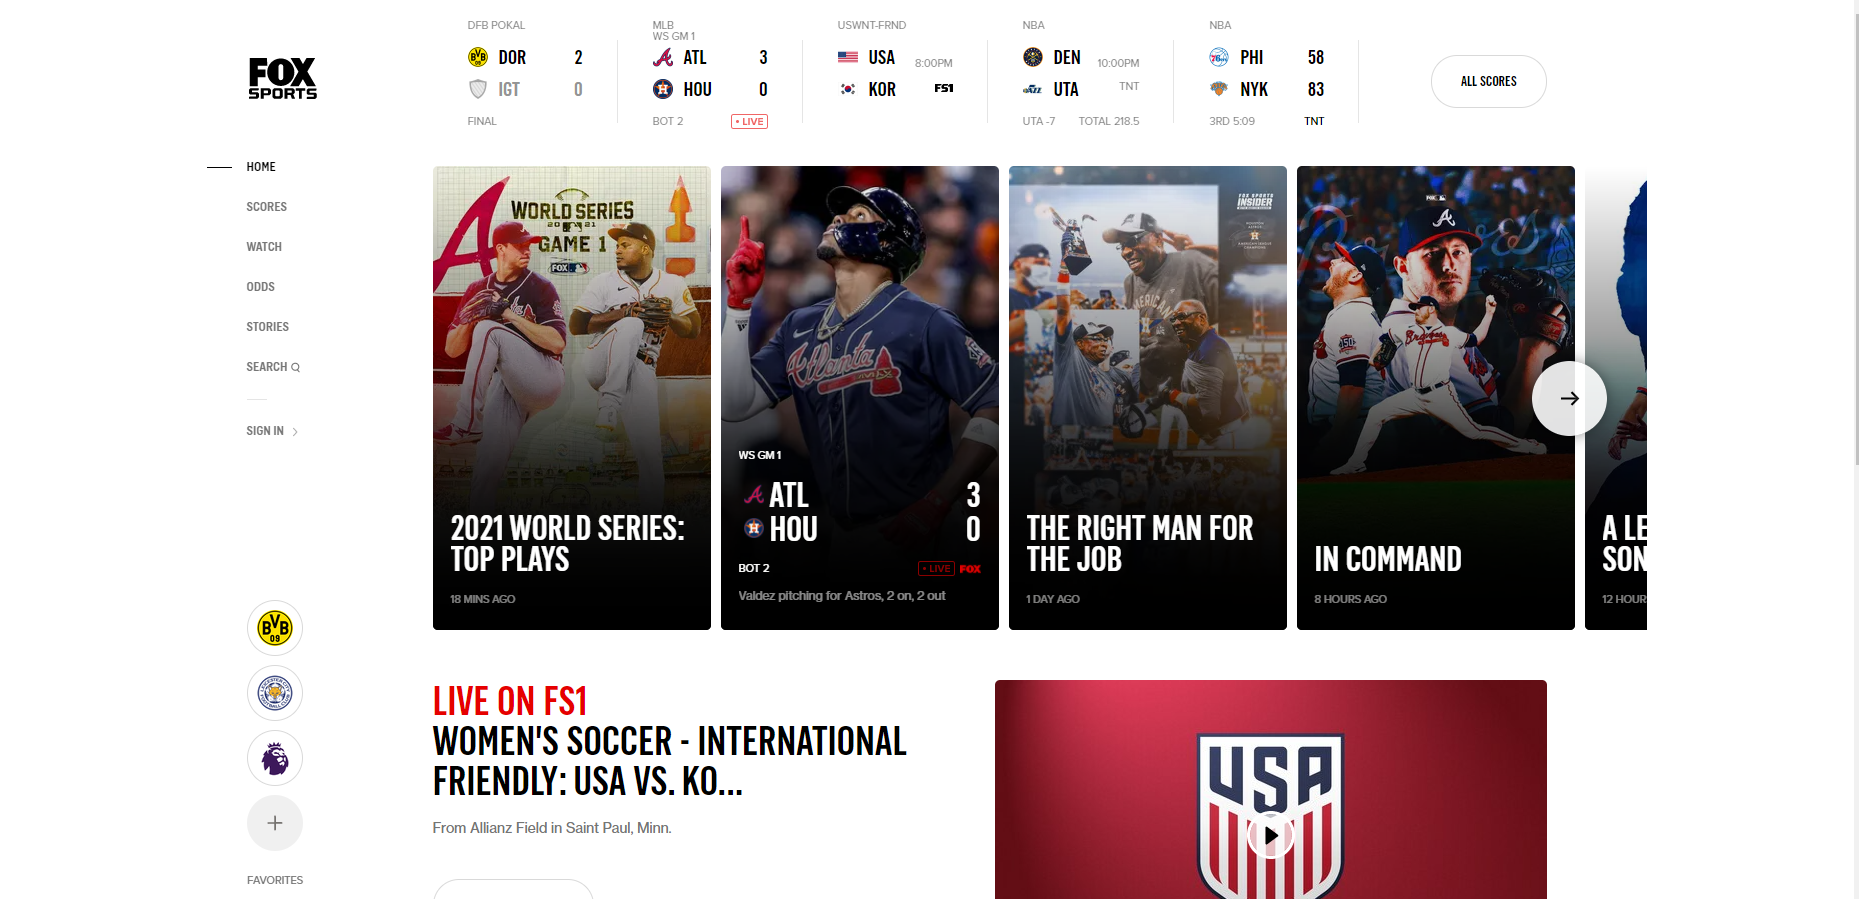 FOX
SPORTS
DFB POKAL
DOR 2
IGT 0
FINAL
MLB
WS GM 1
ATL 3
HOU 0
BOT 2 • LIVE
USWNT-FRND
USA 8:00PM
KOR FS1
NBA
DEN 10:00PM
UTA TNT
UTA -7 TOTAL 218.5
NBA
PHI 58
NYK 83
3RD 5:09 TNT
ALL SCORES
HOME
SCORES
WATCH
ODDS
STORIES
SEARCH
SIGN IN
BVB
09
FAVORITES
WORLD SERIES
2021
GAME 1
FOX
2021 WORLD SERIES:
TOP PLAYS
18 MINS AGO
Atlanta
WS GM 1
ATL 3
HOU 0
BOT 2 • LIVE FOX
Valdez pitching for Astros, 2 on, 2 out
FOX SPORTS
INSIDER
AMERICAN
THE RIGHT MAN FOR
THE JOB
1 DAY AGO
Braves
IN COMMAND
8 HOURS AGO
A LE
SON
12 HOUR
LIVE ON FS1
WOMEN'S SOCCER - INTERNATIONAL
FRIENDLY: USA VS. KO...
From Allianz Field in Saint Paul, Minn.
USA